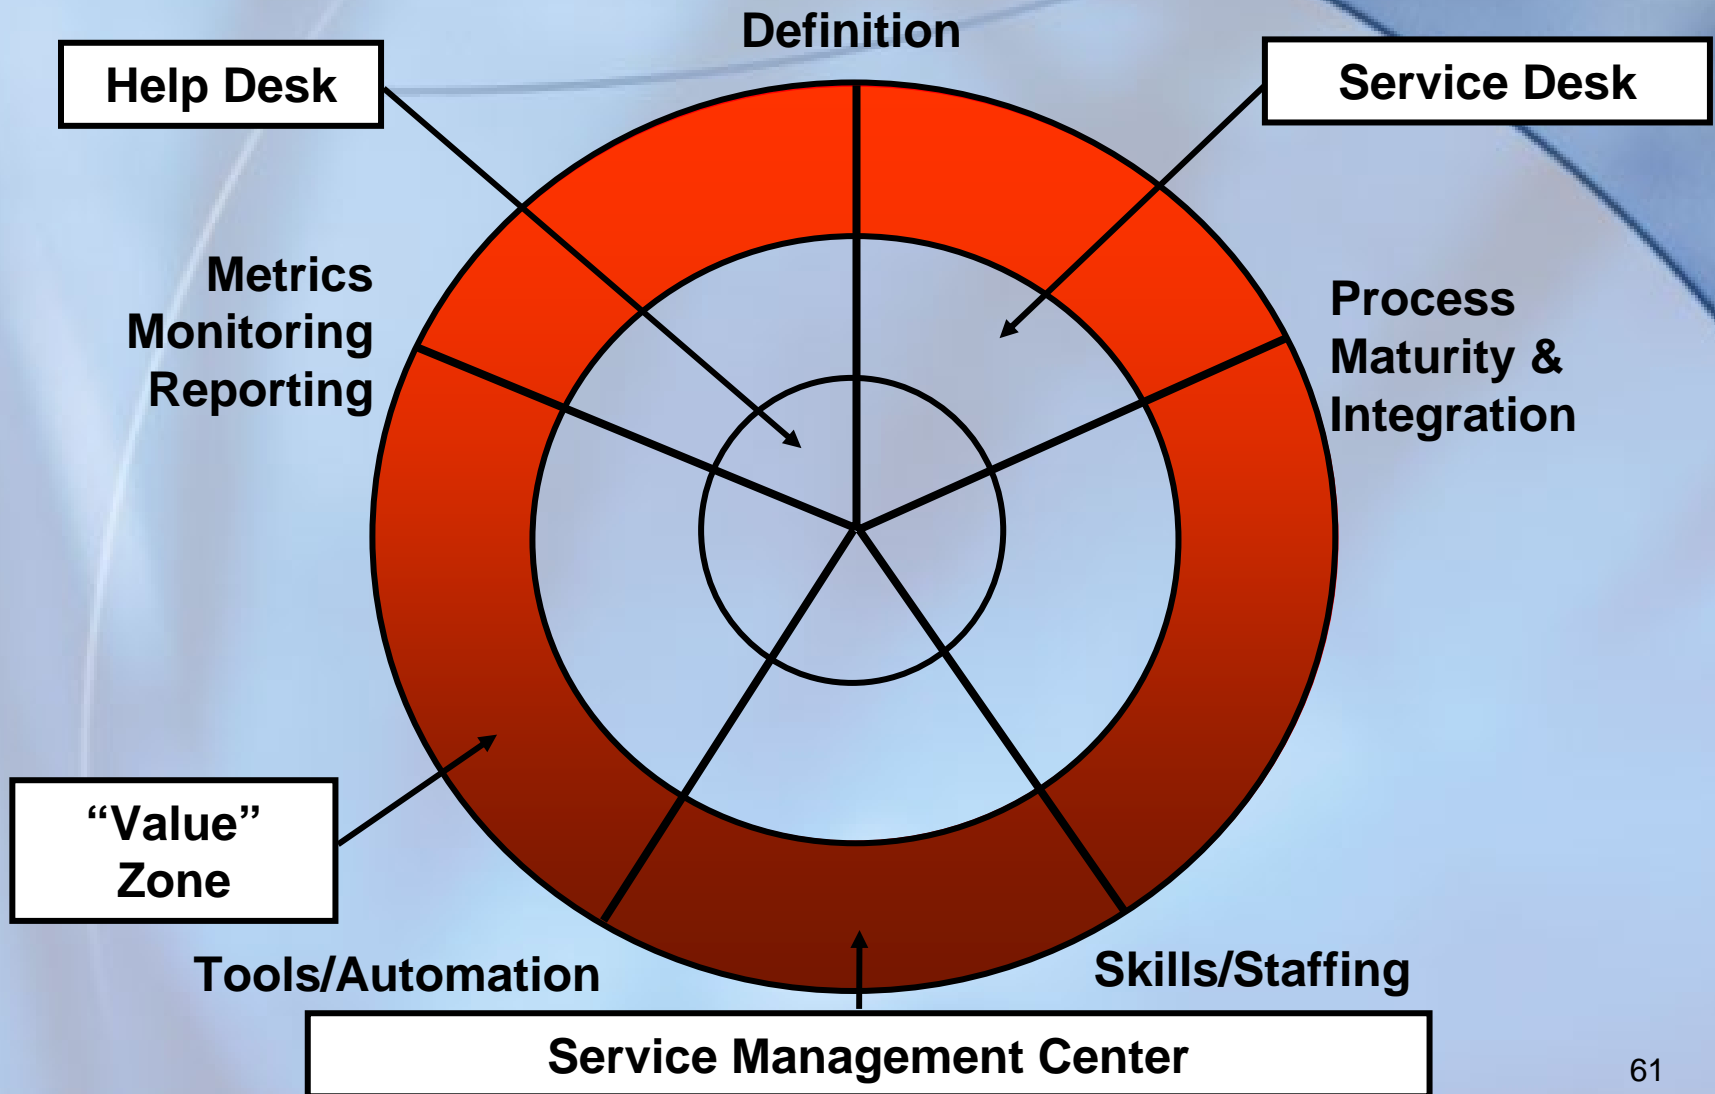 Definition
Help Desk
Service Desk
Metrics
Monitoring
Reporting
Process
Maturity &
Integration
“Value”
Zone
Tools/Automation
Skills/Staffing
Service Management Center
61